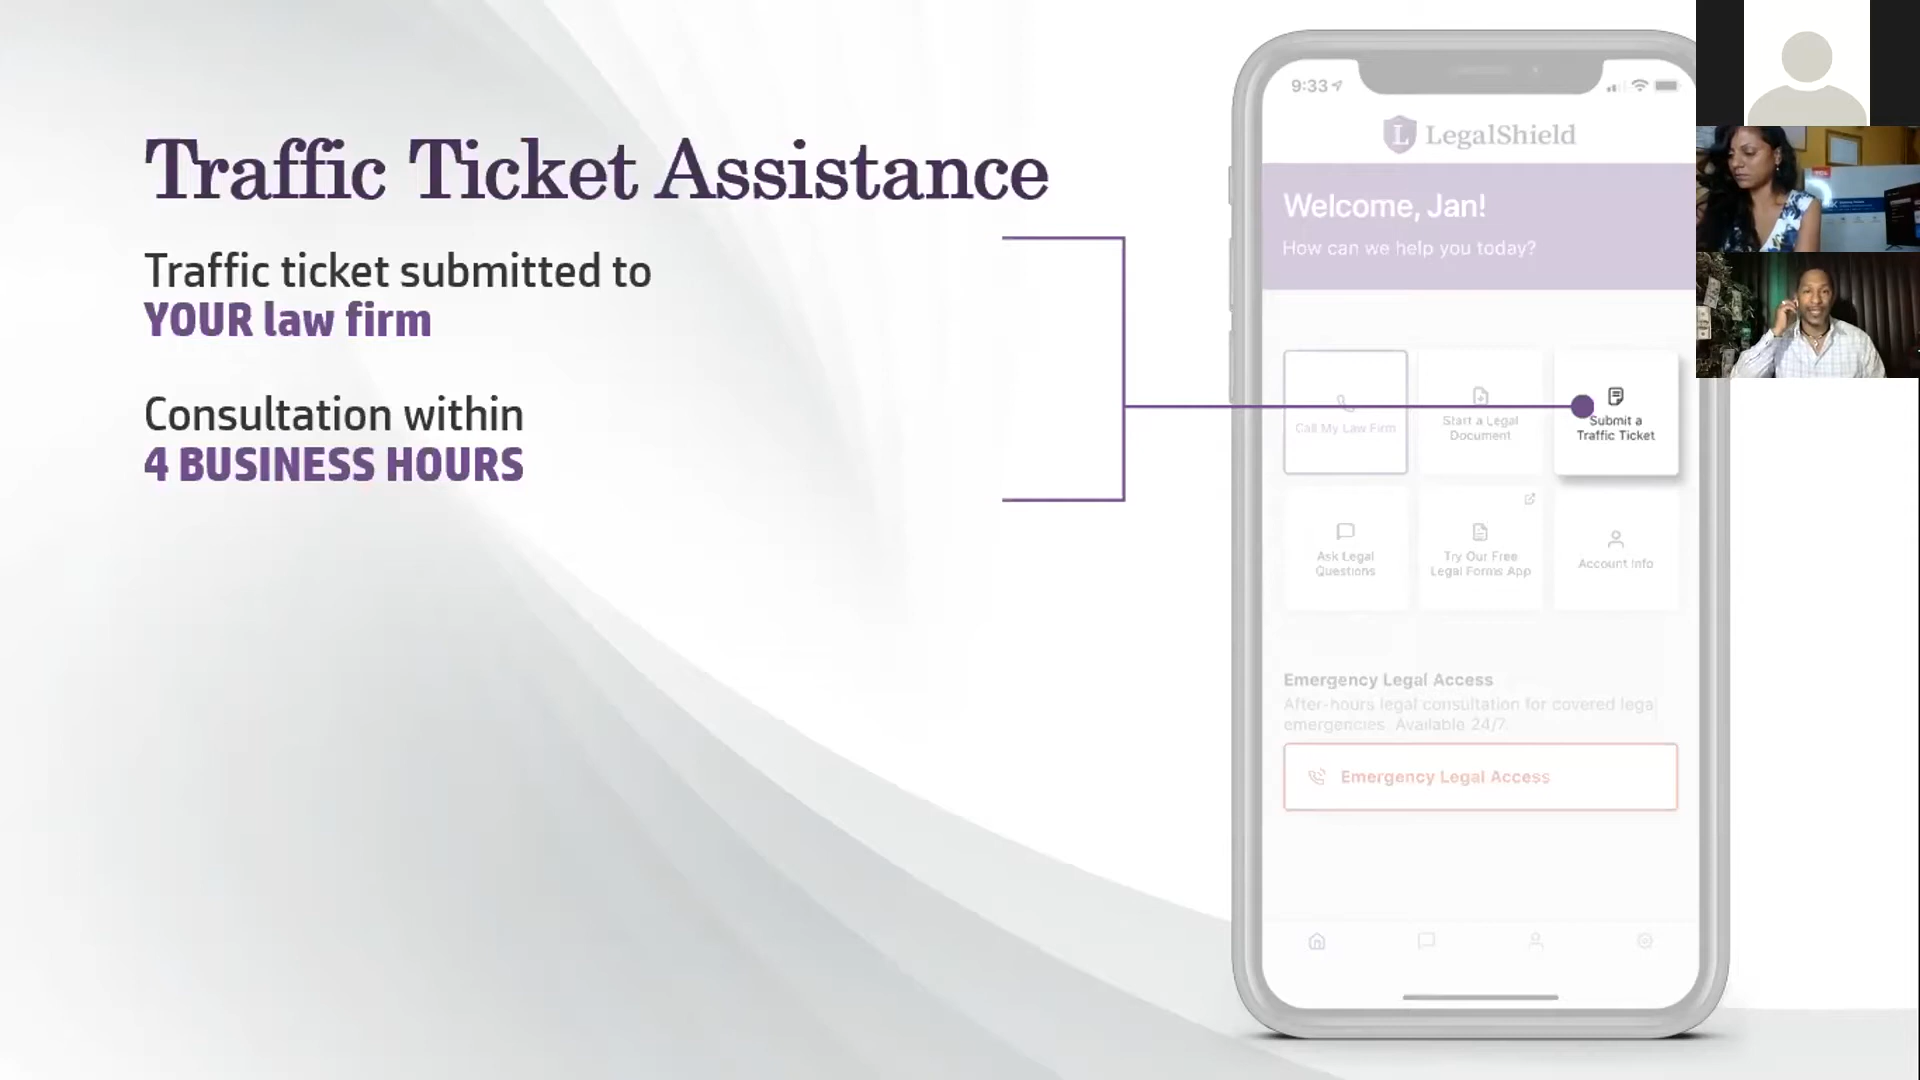 Traffic Ticket Assistance
Traffic ticket submitted to
YOUR law firm
Consultation within
4 BUSINESS HOURS
9:33
LegalShield
Welcome, Jan!
How can we help you today?
Call My Law Firm
Start a Legal
Document
Submit a
Traffic Ticket
Ask Legal
Questions
Try Our Free
Legal Forms App
Account Info
Emergency Legal Access
After-hours legal consultation for covered legal
emergencies. Available 24/7.
Emergency Legal Access
TCL